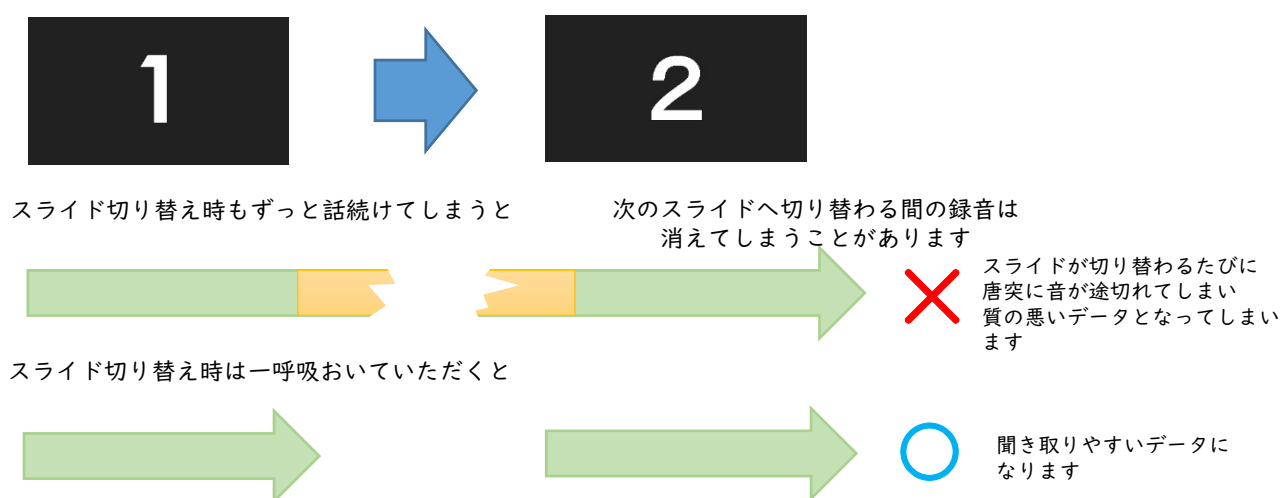 1
2
スライド切り替え時もずっと話続けてしまうと
次のスライドへ切り替わる間の録音は
消えてしまうことがあります
スライドが切り替わるたびに
唐突に音が途切れてしまい
質の悪いデータとなってしまい
ます
スライド切り替え時は一呼吸おいていただくと
聞き取りやすいデータに
なります